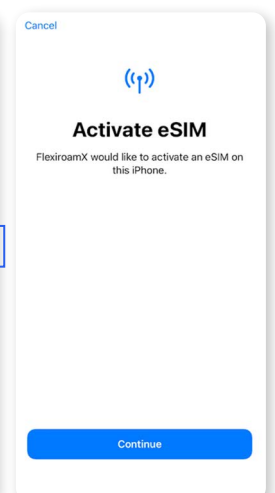 Cancel
Activate eSIM
FlexiroamX would like to activate an eSIM on
this iPhone.
Continue